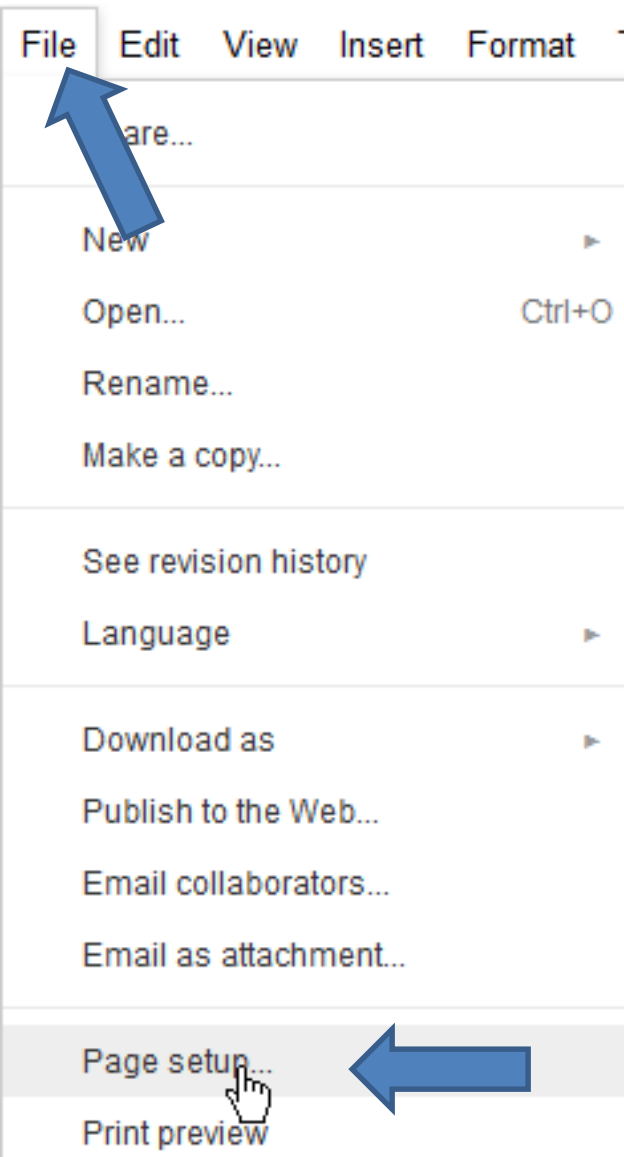 File Edit View Insert Format
are...
New
Open... Ctrl+O
Rename...
Make a copy...
See revision history
Language
Download as
Publish to the Web...
Email collaborators...
Email as attachment...
Page setup...
Print preview